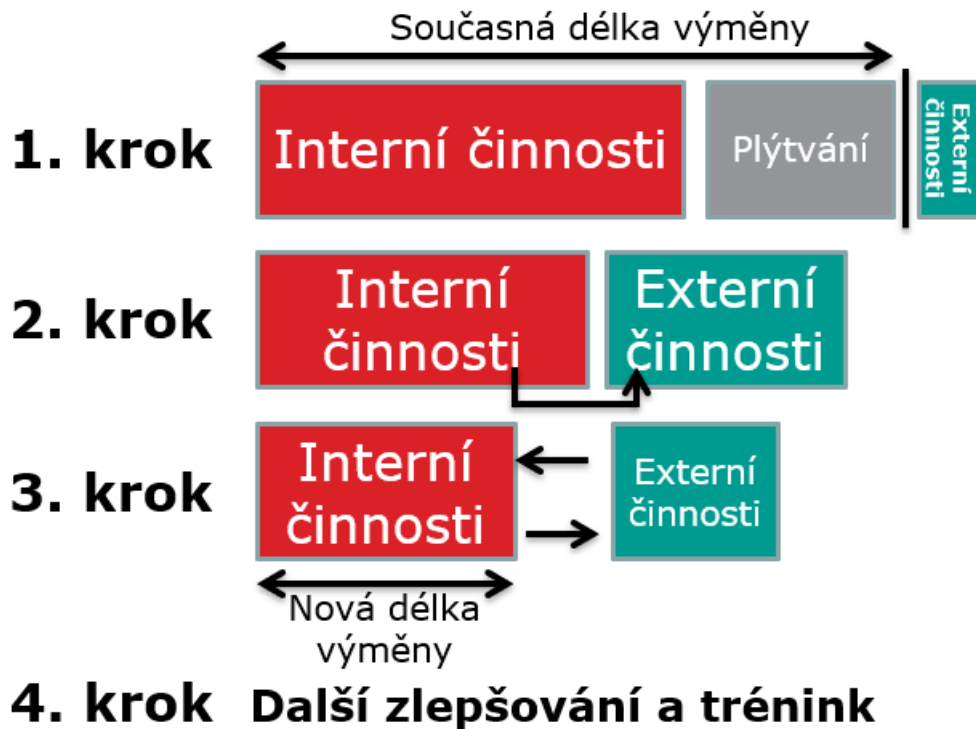 Současná délka výměny
1. krok
Interní činnosti
Plýtvání
Externí
činnosti
2. krok
Interní
činnosti
Externí
činnosti
3. krok
Interní
činnosti
Externí
činnosti
Nová délka
výměny
4. krok Další zlepšování a trénink